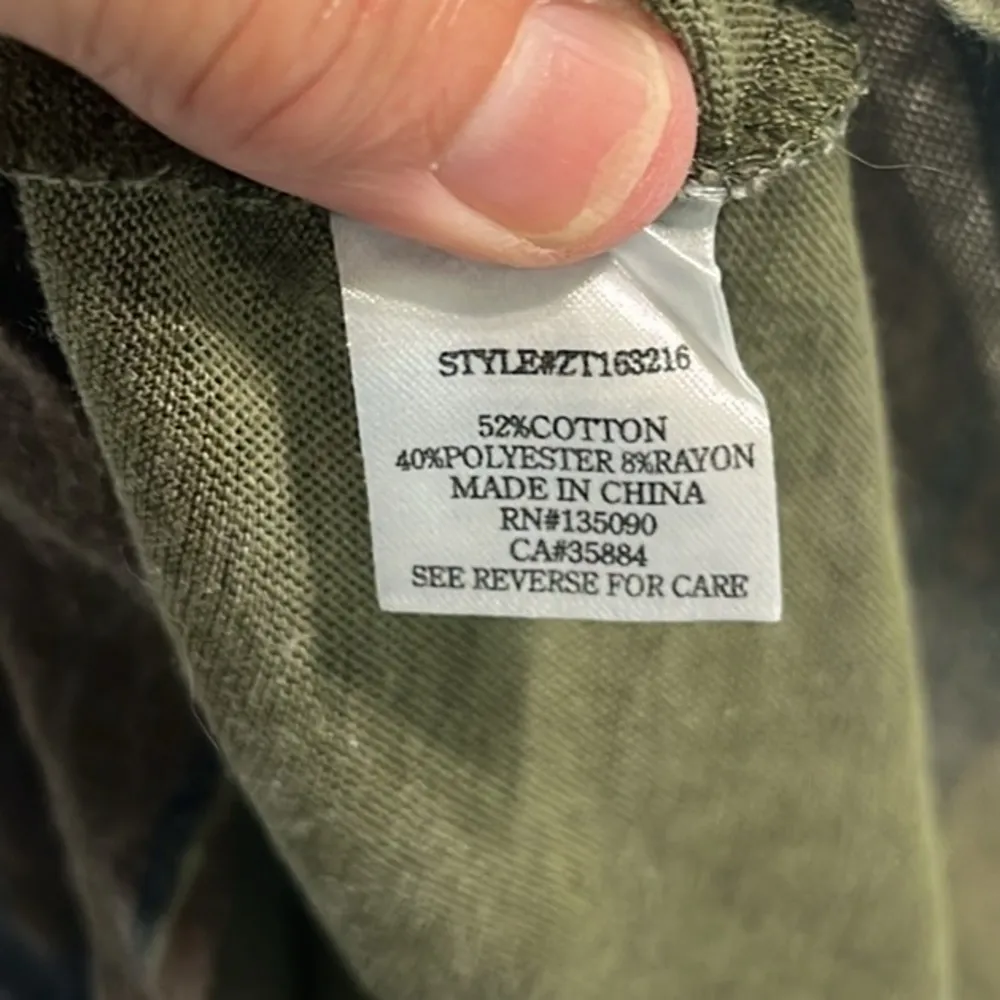 STYLE#ZT163216
52%COTTON
40%POLYESTER 8%RAYON
MADE IN CHINA
RN#135090
CA#35884
SEE REVERSE FOR CARE